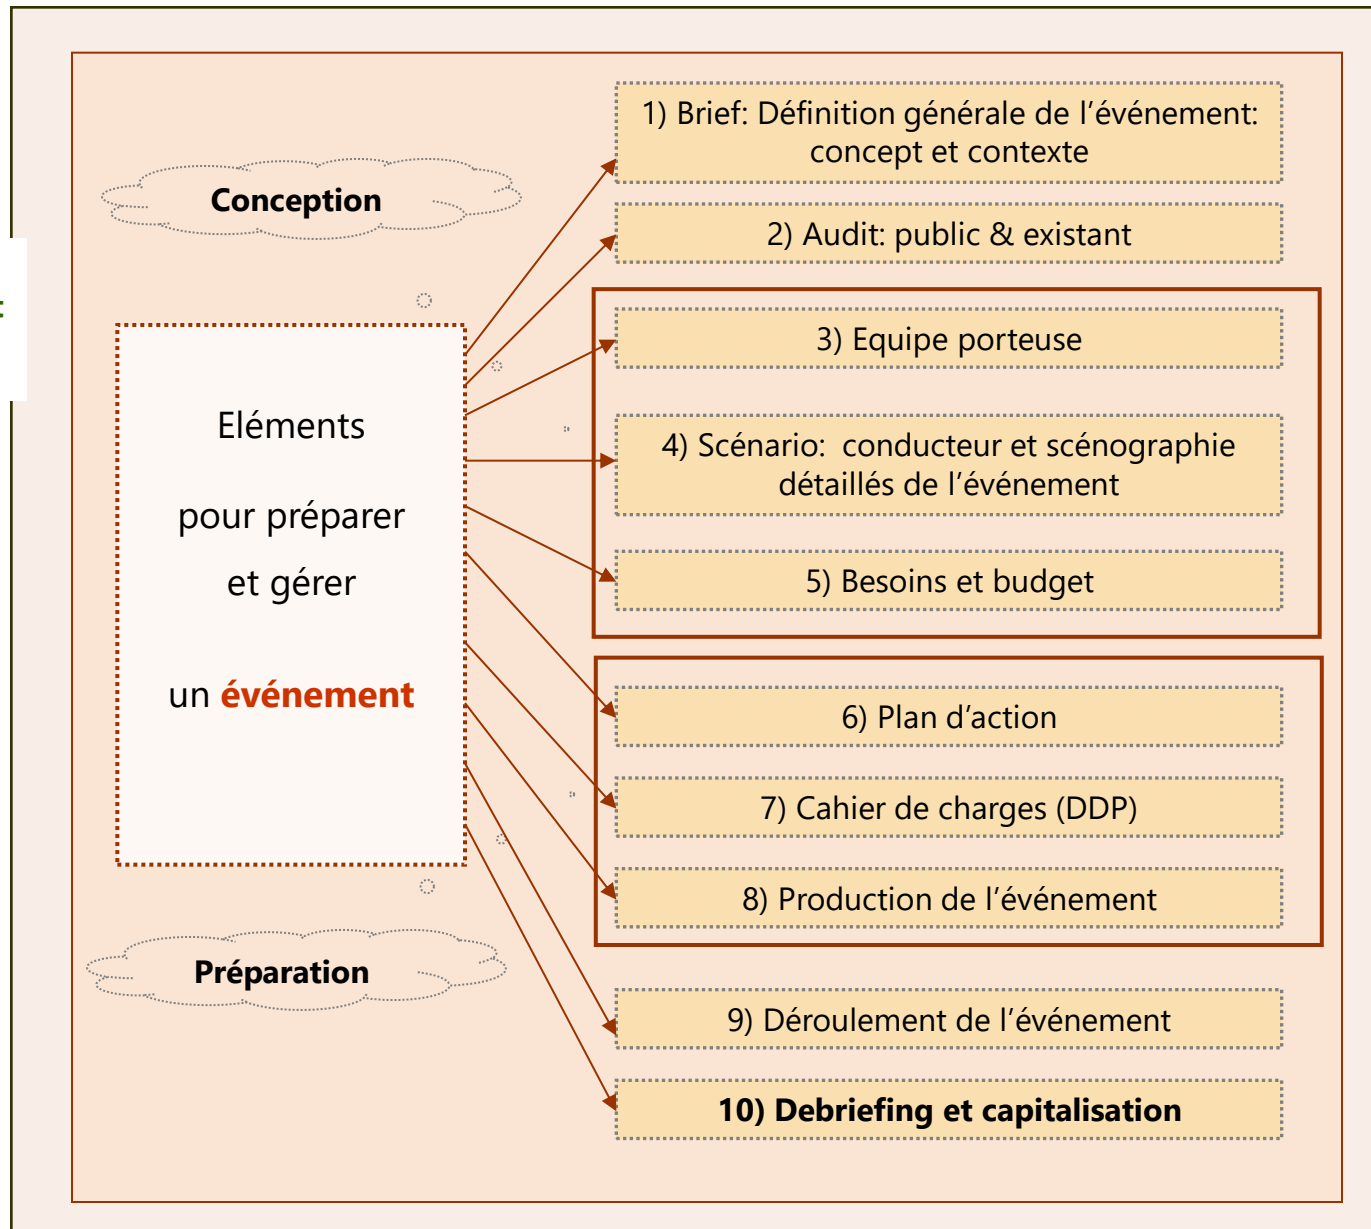 Conception
Eléments
pour préparer
et gérer
un événement
Préparation
1) Brief: Définition générale de l’événement:
concept et contexte
2) Audit: public & existant
3) Equipe porteuse
4) Scénario:  conducteur et scénographie
détaillés de l’événement
5) Besoins et budget
6) Plan d’action
7) Cahier de charges (DDP)
8) Production de l’événement
9) Déroulement de l’événement
10) Debriefing et capitalisation